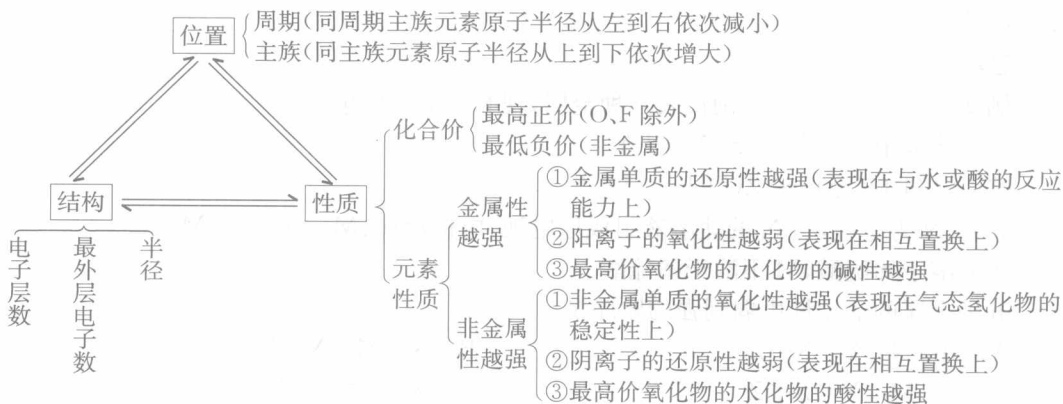 位置
周期(同周期主族元素原子半径从左到右依次减小)
主族(同主族元素原子半径从上到下依次增大)
结构
电子层数
最外层电子数
半径
性质
化合价
最高正价(O、F除外)
最低负价(非金属)
元素
性质
金属性
越强
①金属单质的还原性越强(表现在与水或酸的反应
能力上)
②阳离子的氧化性越弱(表现在相互置换上)
③最高价氧化物的水化物的碱性越强
非金属
性越强
①非金属单质的氧化性越强(表现在气态氢化物的
稳定性上)
②阴离子的还原性越弱(表现在相互置换上)
③最高价氧化物的水化物的酸性越强